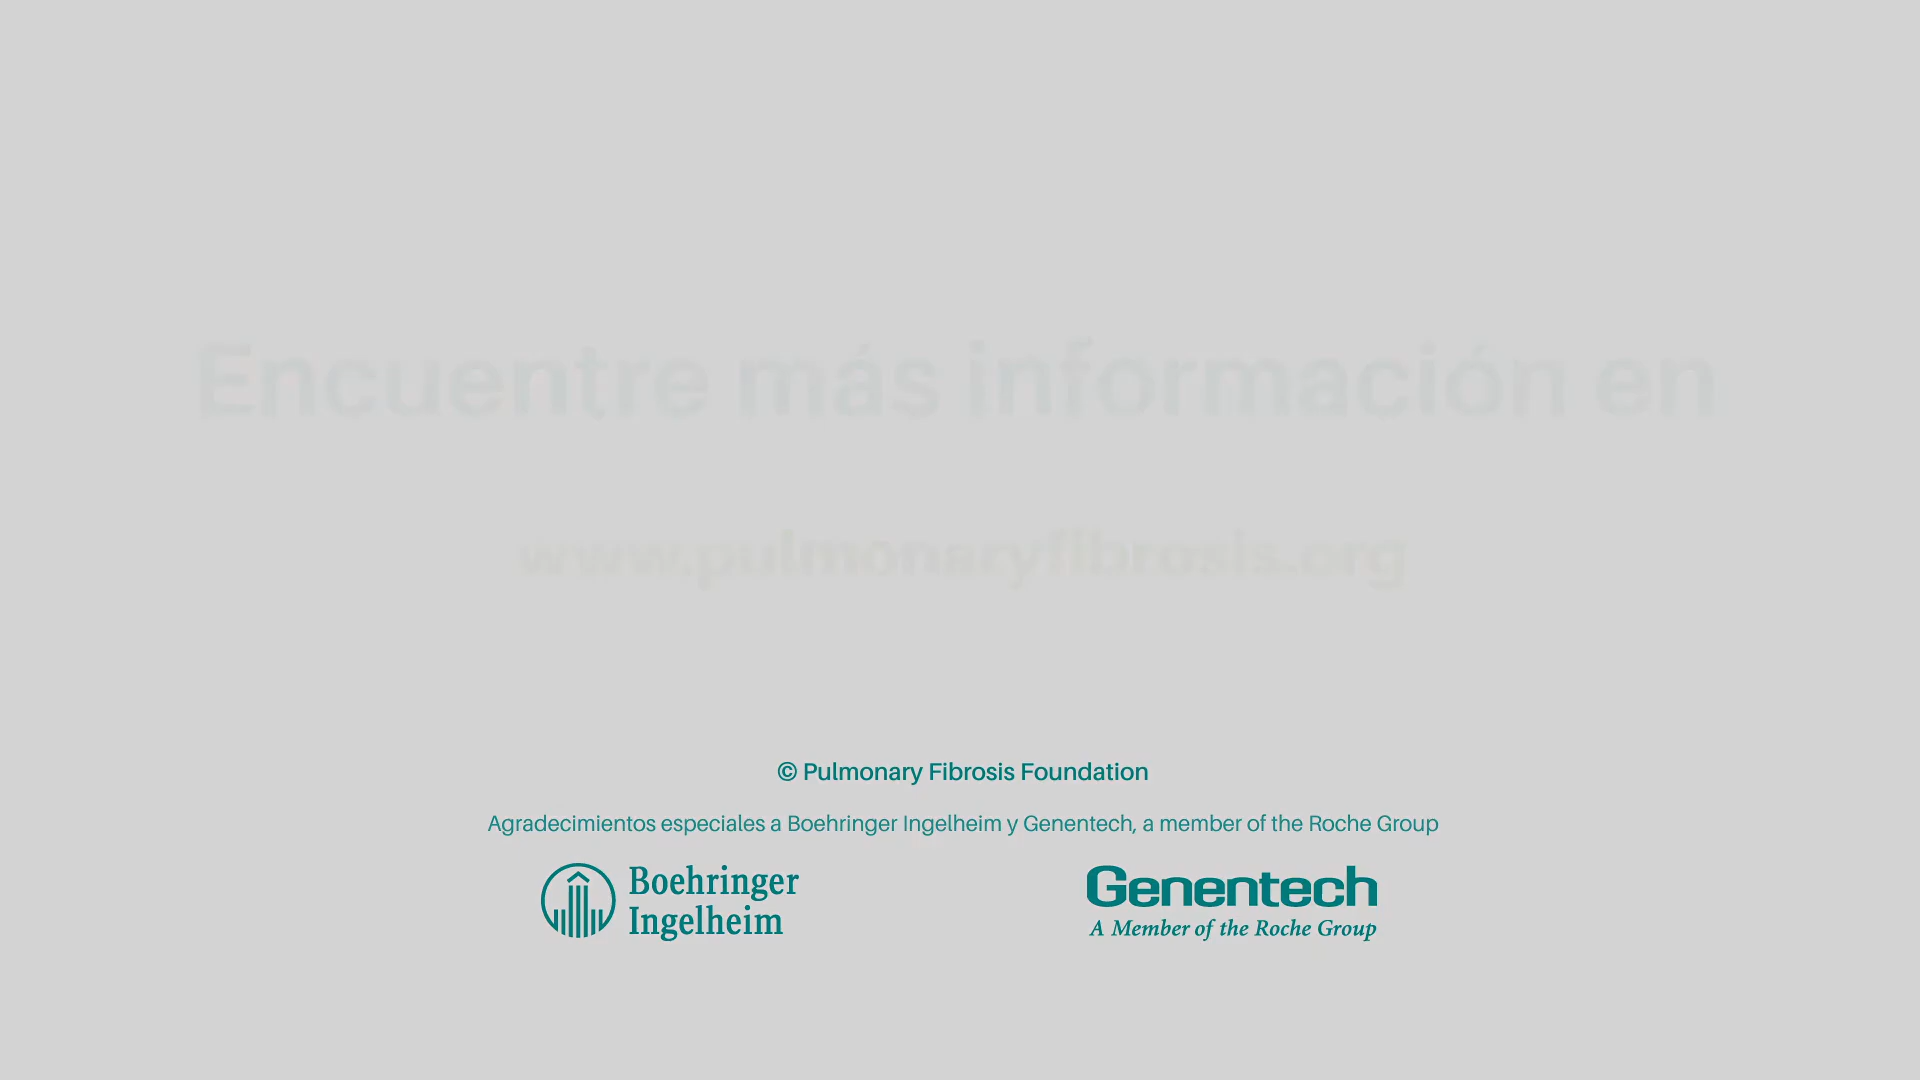 Encuentre más información en
www.pulmonaryfibrosis.org
© Pulmonary Fibrosis Foundation
Agradecimientos especiales a Boehringer Ingelheim y Genentech, a member of the Roche Group
Boehringer
Ingelheim
Genentech
A Member of the Roche Group